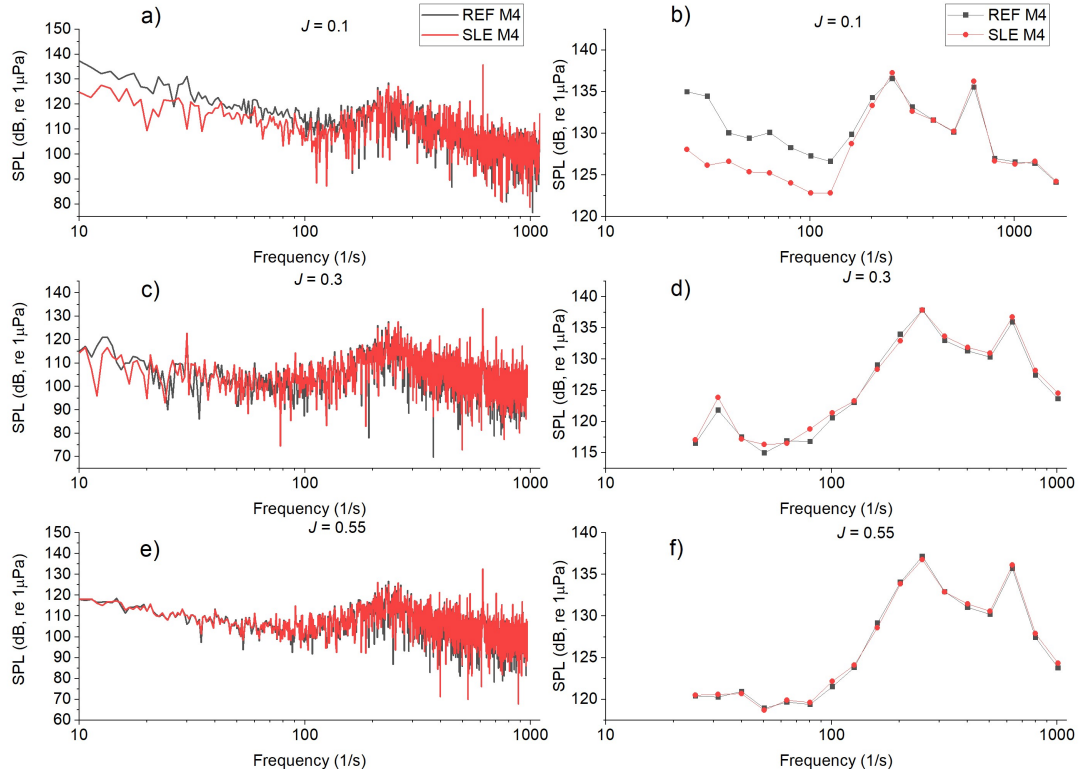 a)
J = 0.1
REF M4
SLE M4
150
140
130
120
110
100
90
80
10
100
1000
SPL (dB, re 1μPa)
Frequency (1/s)
b)
J = 0.1
REF M4
SLE M4
140
135
130
125
120
10
100
1000
SPL (dB, re 1μPa)
Frequency (1/s)
c)
J = 0.3
140
130
120
110
100
90
80
70
10
100
1000
SPL (dB, re 1μPa)
Frequency (1/s)
d)
J = 0.3
140
135
130
125
120
115
10
100
1000
SPL (dB, re 1μPa)
Frequency (1/s)
e)
J = 0.55
150
140
130
120
110
100
90
80
70
60
10
100
1000
SPL (dB, re 1μPa)
Frequency (1/s)
f)
J = 0.55
140
135
130
125
120
10
100
1000
SPL (dB, re 1μPa)
Frequency (1/s)